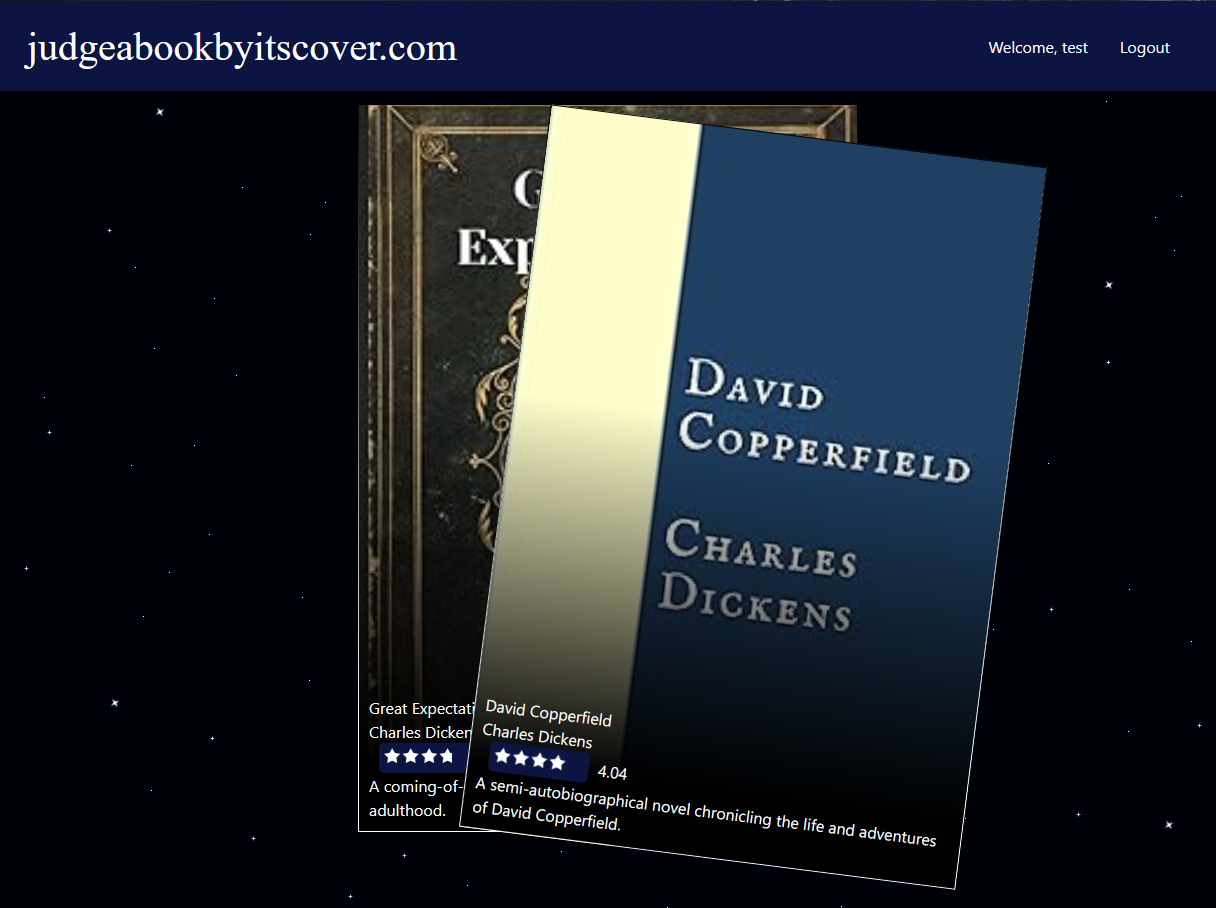 judgeabookbyitscover.com
Welcome, test
Logout
David
Copperfield
Charles
Dickens
David Copperfield
Charles Dickens
4.04
A semi-autobiographical novel chronicling the life and adventures
of David Copperfield.
G
Exp
Great Expectati
Charles Dicken
A coming-of-
adulthood.